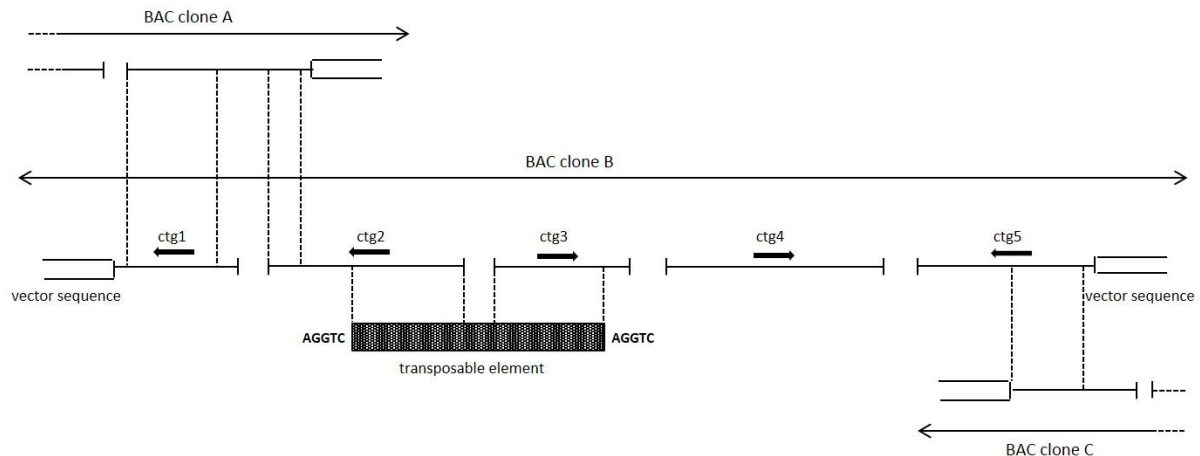 BAC clone A
BAC clone B
ctg1
ctg2
ctg3
ctg4
ctg5
vector sequence
vector sequence
AGGTC
AGGTC
transposable element
BAC clone C